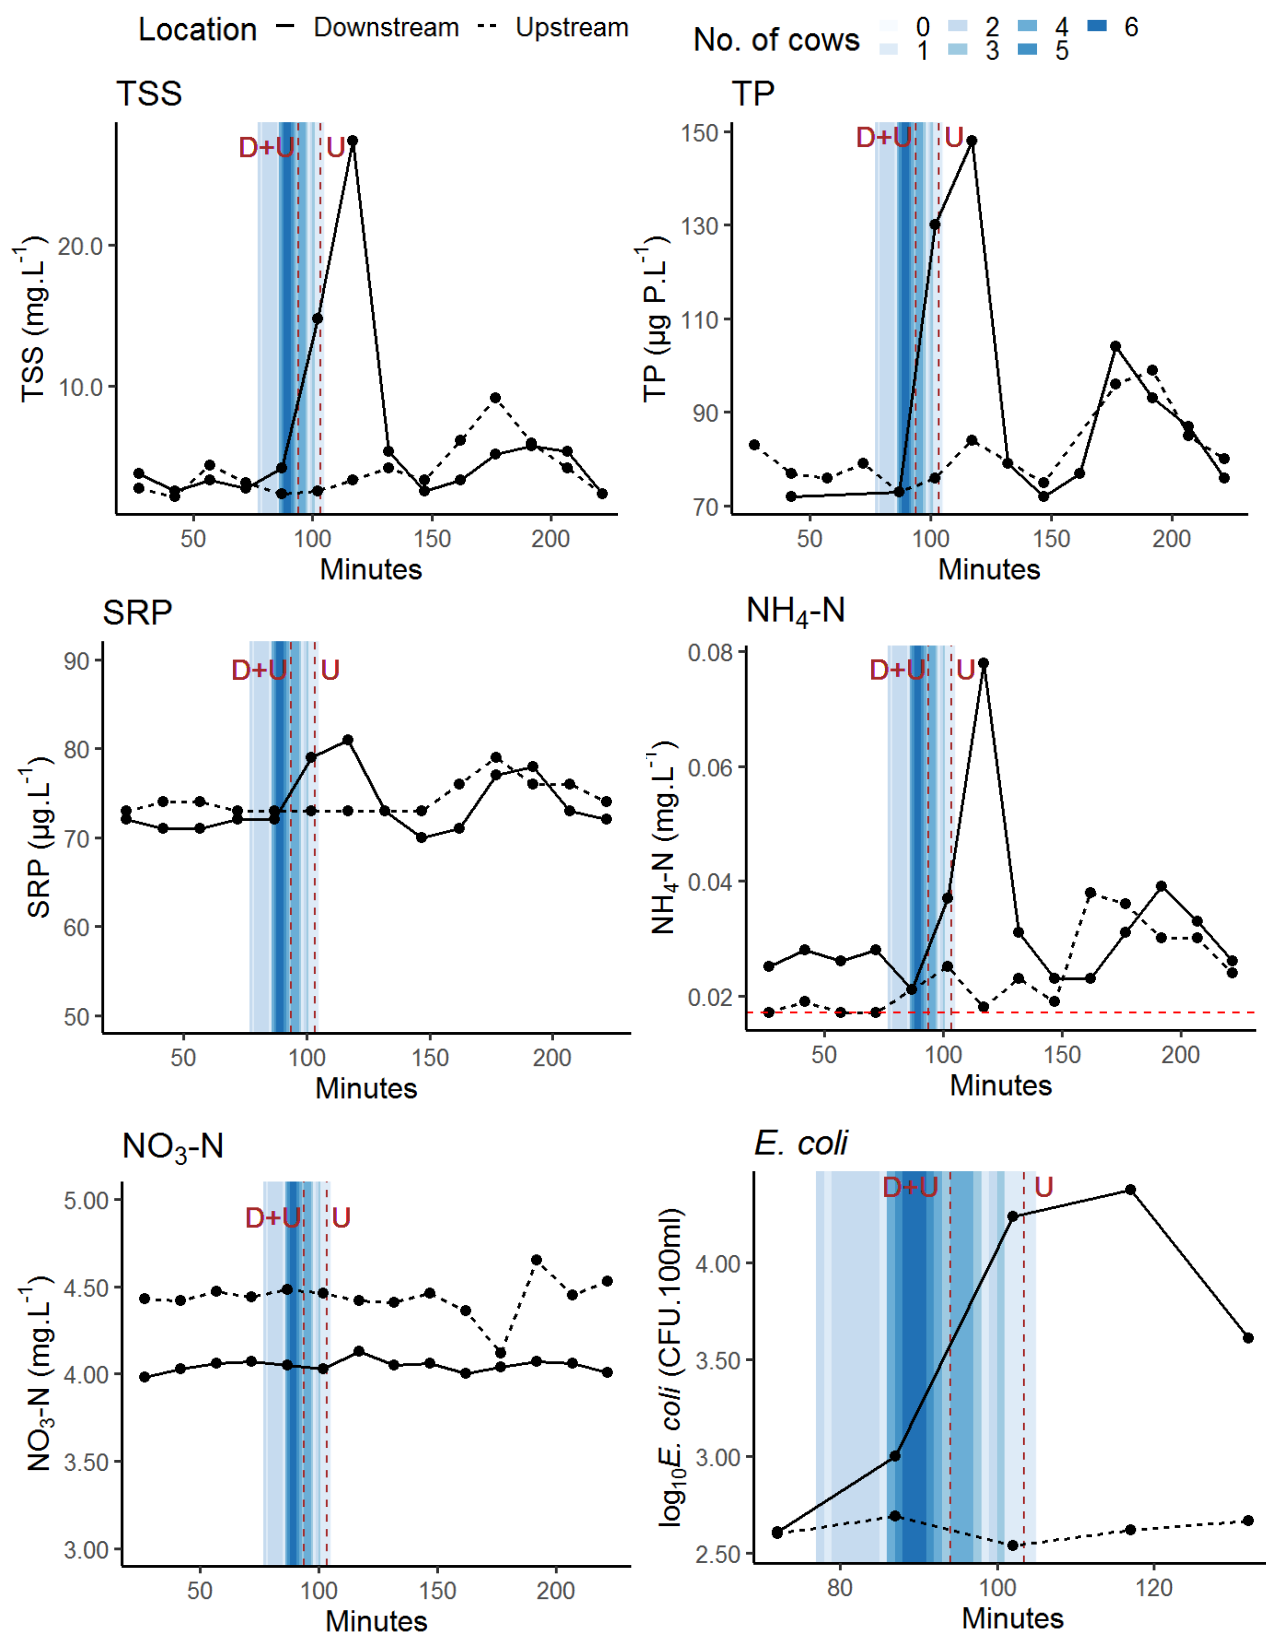 Location Downstream Upstream
No. of cows 0 2 4 6
1 3 5
TSS
D+U U
20.0
10.0
TSS (mg.L⁻¹)
50 100 150 200
Minutes
TP
D+U U
150
130
110
90
70
TP (µg P.L⁻¹)
50 100 150 200
Minutes
SRP
D+U U
90
80
70
60
50
SRP (µg.L⁻¹)
50 100 150 200
Minutes
NH₄-N
D+U U
0.08
0.06
0.04
0.02
NH₄-N (mg.L⁻¹)
50 100 150 200
Minutes
NO₃-N
D+U U
5.00
4.50
4.00
3.50
3.00
NO₃-N (mg.L⁻¹)
50 100 150 200
Minutes
E. coli
D+U U
4.00
3.50
3.00
2.50
log₁₀E. coli (CFU.100ml)
80 100 120
Minutes